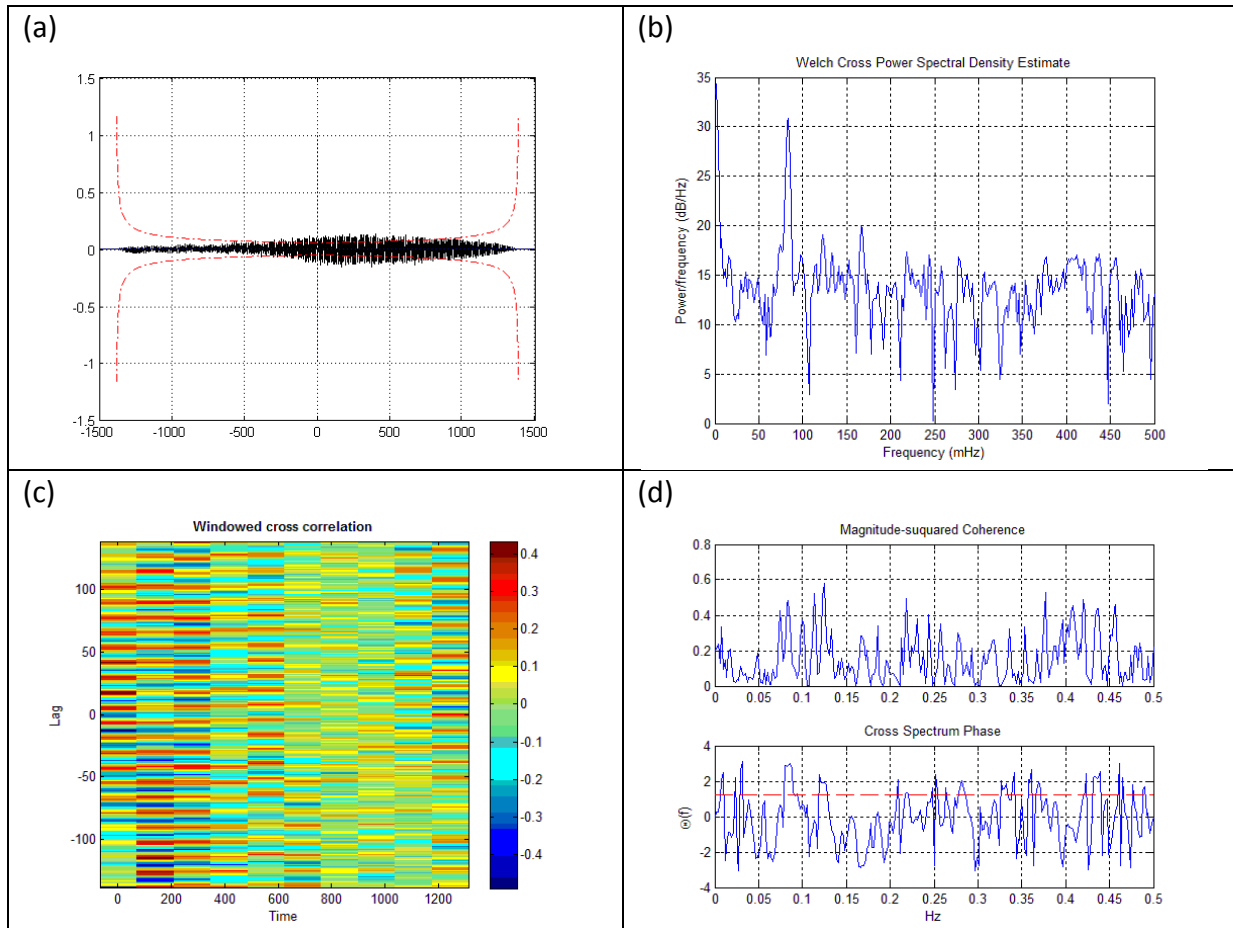 (a)
1.5
1
0.5
0
-0.5
-1
-1.5
-1500 -1000 -500 0 500 1000 1500
(b)
Welch Cross Power Spectral Density Estimate
Power/frequency (dB/Hz)
35
30
25
20
15
10
5
0
0 50 100 150 200 250 300 350 400 450 500
Frequency (mHz)
(c)
Windowed cross correlation
Lag
100
50
0
-50
-100
0 200 400 600 800 1000 1200
Time
0.4
0.3
0.2
0.1
0
-0.1
-0.2
-0.3
-0.4
(d)
Magnitude-suquared Coherence
0.8
0.6
0.4
0.2
0
0 0.05 0.1 0.15 0.2 0.25 0.3 0.35 0.4 0.45 0.5
Cross Spectrum Phase
Θ(f)
4
2
0
-2
-4
0 0.05 0.1 0.15 0.2 0.25 0.3 0.35 0.4 0.45 0.5
Hz